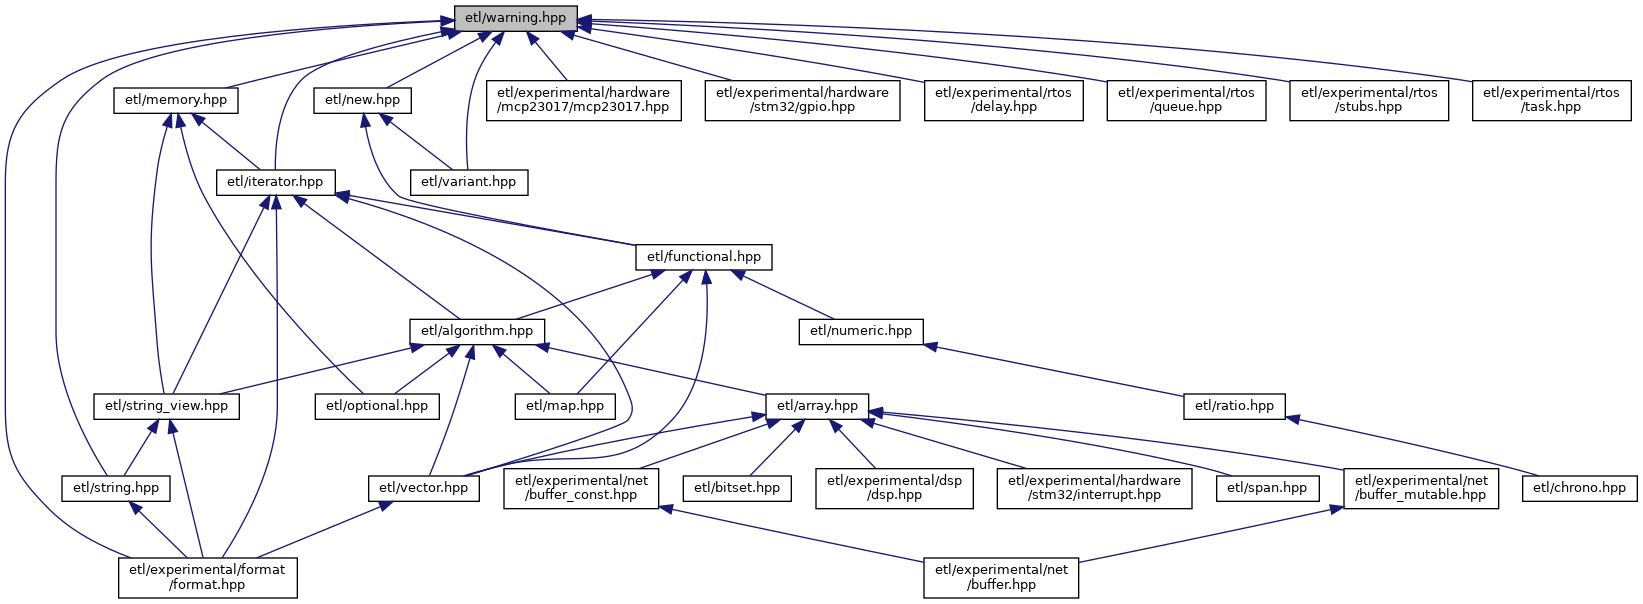 etl/warning.hpp
etl/memory.hpp
etl/new.hpp
etl/experimental/hardware
/mcp23017/mcp23017.hpp
etl/experimental/hardware
/stm32/gpio.hpp
etl/experimental/rtos
/delay.hpp
etl/experimental/rtos
/queue.hpp
etl/experimental/rtos
/stubs.hpp
etl/experimental/rtos
/task.hpp
etl/iterator.hpp
etl/variant.hpp
etl/functional.hpp
etl/algorithm.hpp
etl/numeric.hpp
etl/string_view.hpp
etl/optional.hpp
etl/map.hpp
etl/array.hpp
etl/ratio.hpp
etl/string.hpp
etl/vector.hpp
etl/experimental/net
/buffer_const.hpp
etl/bitset.hpp
etl/experimental/dsp
/dsp.hpp
etl/experimental/hardware
/stm32/interrupt.hpp
etl/span.hpp
etl/experimental/net
/buffer_mutable.hpp
etl/chrono.hpp
etl/experimental/format
/format.hpp
etl/experimental/net
/buffer.hpp